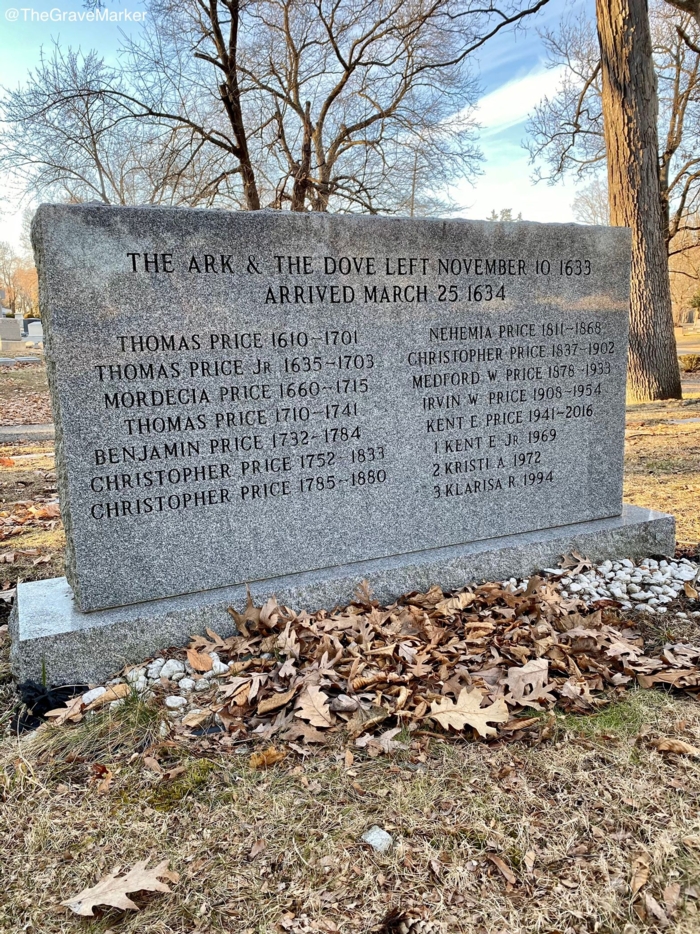 @TheGraveMarker
THE ARK & THE DOVE LEFT NOVEMBER 10 1633
ARRIVED MARCH 25 1634
THOMAS PRICE 1610-1701
THOMAS PRICE JR 1635-1703
MORDECIA PRICE 1660-1715
THOMAS PRICE 1710-1741
BENJAMIN PRICE 1732-1784
CHRISTOPHER PRICE 1752-1833
CHRISTOPHER PRICE 1785-1880
NEHEMIA PRICE 1811-1868
CHRISTOPHER PRICE 1837-1902
MEDFORD W. PRICE 1878-1933
IRVIN W. PRICE 1908-1954
KENT E. PRICE 1941-2016
1 KENT E. JR. 1969
2 KRISTI A. 1972
3 KLARISA R. 1994